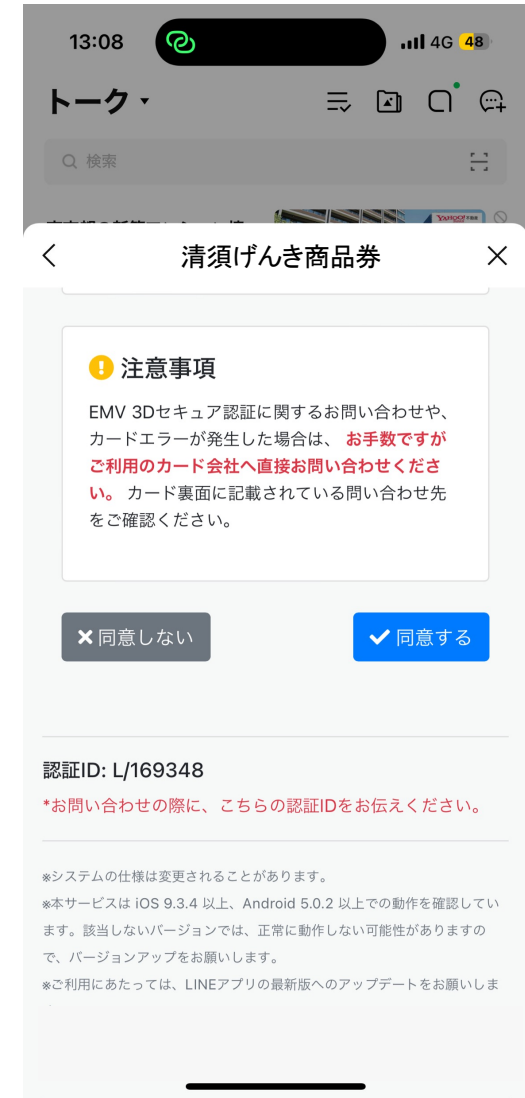 13:08
4G 48
トーク
検索
YAHOO!
清須げんき商品券
注意事項
EMV 3Dセキュア認証に関するお問い合わせや、
カードエラーが発生した場合は、 お手数ですが
ご利用のカード会社へ直接お問い合わせくださ
い。 カード裏面に記載されている問い合わせ先
をご確認ください。
同意しない
同意する
認証ID: L/169348
*お問い合わせの際に、こちらの認証IDをお伝えください。
※システムの仕様は変更されることがあります。
※本サービスは iOS 9.3.4 以上、Android 5.0.2 以上での動作を確認してい
ます。該当しないバージョンでは、正常に動作しない可能性がありますの
で、バージョンアップをお願いします。
※ご利用にあたっては、LINEアプリの最新版へのアップデートをお願いしま